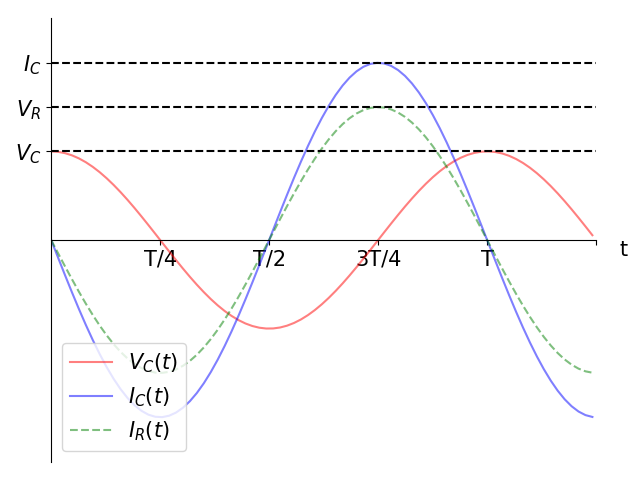 I_C
V_R
V_C
T/4
T/2
3T/4
T
t
V_C(t)
I_C(t)
I_R(t)